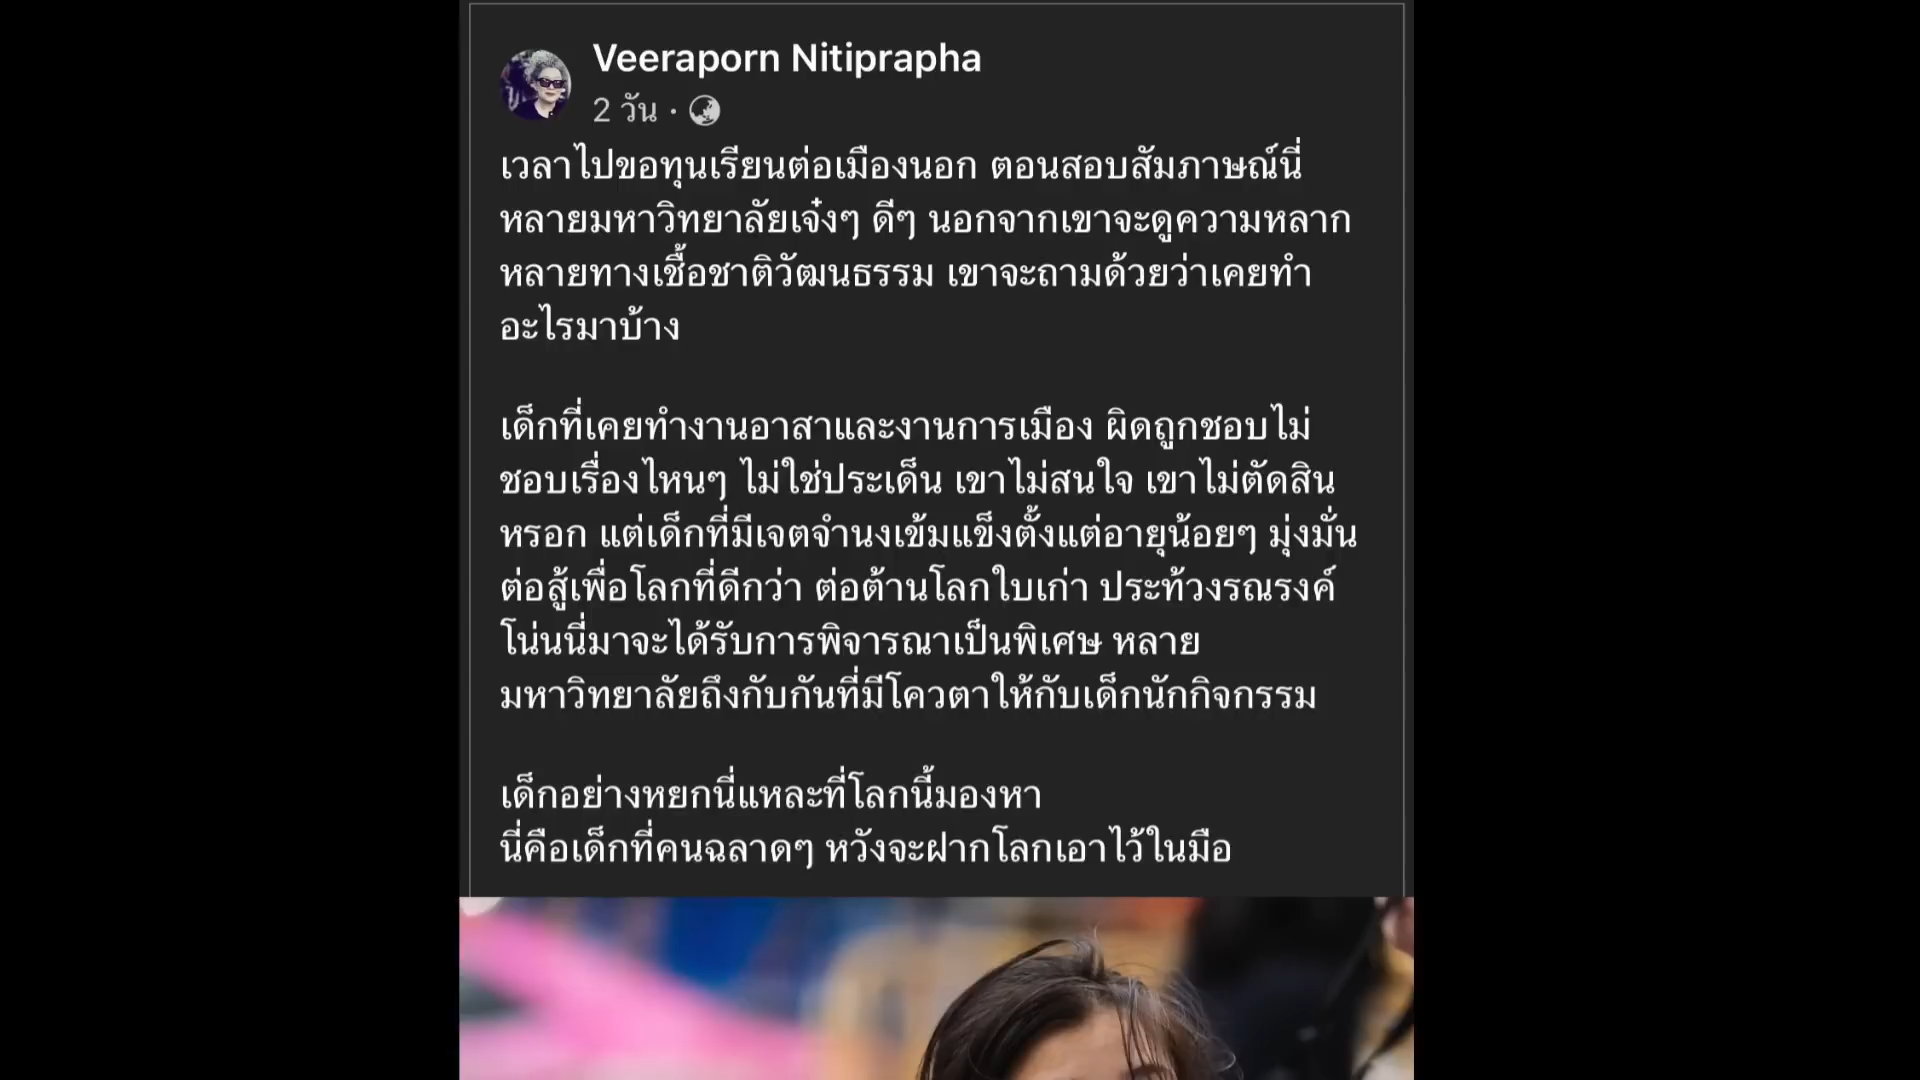 Veeraporn Nitiprapha
2 วัน ·
เวลาไปขอทุนเรียนต่อเมืองนอก ตอนสอบสัมภาษณ์นี่
หลายมหาวิทยาลัยเจ๋งๆ ดีๆ นอกจากเขาจะดูความหลาก
หลายทางเชื้อชาติวัฒนธรรม เขาจะถามด้วยว่าเคยทำ
อะไรมาบ้าง
เด็กที่เคยทำงานอาสาและงานการเมือง ผิดถูกชอบไม่
ชอบเรื่องไหนๆ ไม่ใช่ประเด็น เขาไม่สนใจ เขาไม่ตัดสิน
หรอก แต่เด็กที่มีเจตจำนงเข้มแข็งตั้งแต่อายุน้อยๆ มุ่งมั่น
ต่อสู้เพื่อโลกที่ดีกว่า ต่อต้านโลกใบเก่า ประท้วงรณรงค์
โน่นนี่มาจะได้รับการพิจารณาเป็นพิเศษ หลาย
มหาวิทยาลัยถึงกับกันที่มีโควตาให้กับเด็กนักกิจกรรม
เด็กอย่างหยกนี่แหละที่โลกนี้มองหา
นี่คือเด็กที่คนฉลาดๆ หวังจะฝากโลกเอาไว้ในมือ